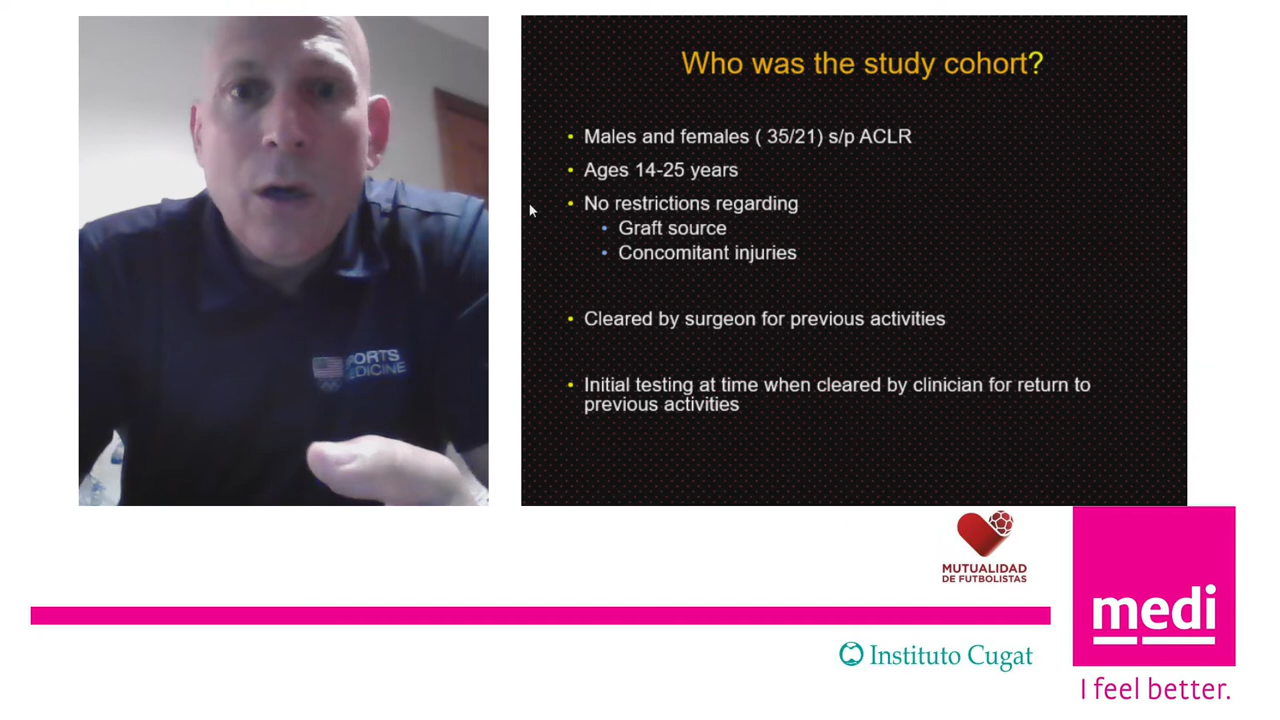 Who was the study cohort?
Males and females ( 35/21) s/p ACLR
Ages 14-25 years
No restrictions regarding
Graft source
Concomitant injuries
Cleared by surgeon for previous activities
Initial testing at time when cleared by clinician for return to
previous activities
SPORTS
MEDICINE
MUTUALIDAD
DE FUTBOLISTAS
medi
Instituto Cugat
I feel better.